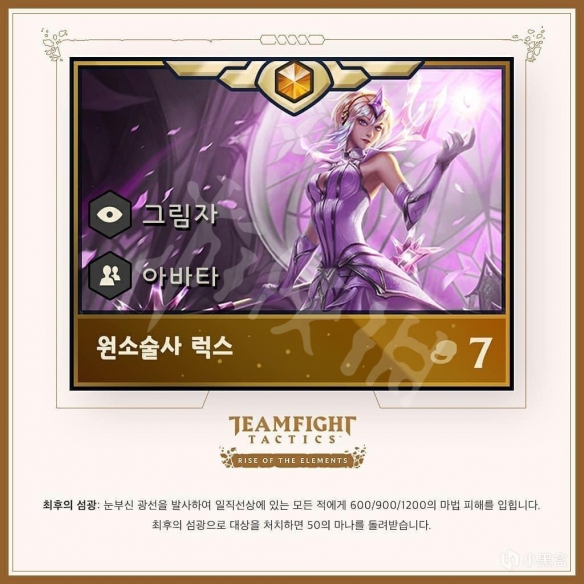 그림자
아바타
원소술사 럭스
7
TEAMFIGHT
TACTICS
RISE OF THE ELEMENTS
최후의 섬광: 눈부신 광선을 발사하여 일직선상에 있는 모든 적에게 600/900/1200의 마법 피해를 입힙니다.
최후의 섬광으로 대상을 처치하면 50의 마나를 돌려받습니다.
小黑盒